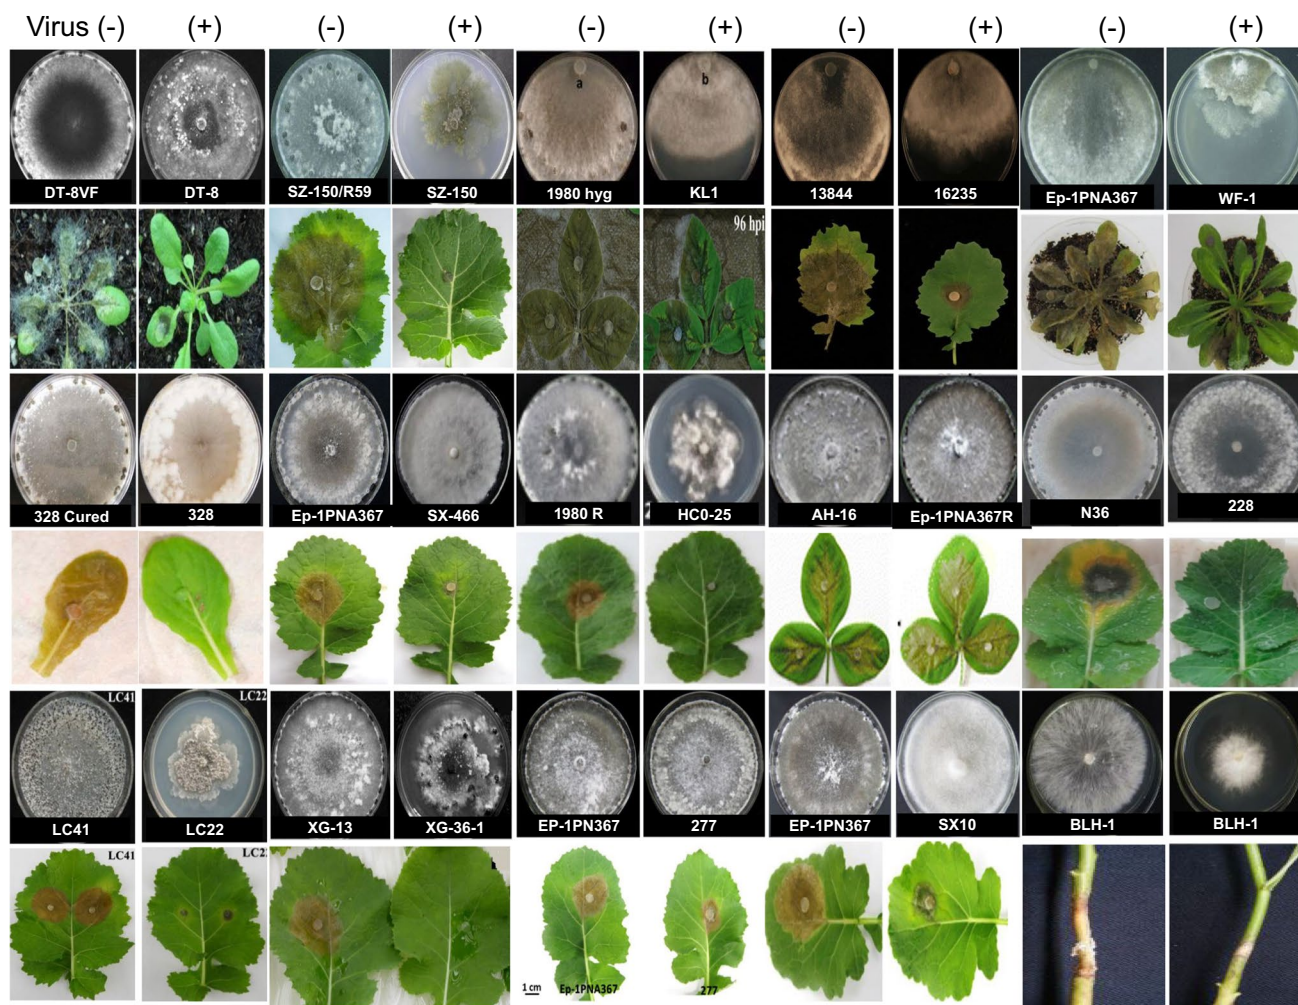 Virus (-) (+) (-) (+) (-) (+) (-) (+) (-) (+)
a b
DT-8VF DT-8 SZ-150/R59 SZ-150 1980 hyg KL1 13844 16235 Ep-1PNA367 WF-1
96 hpi
328 Cured 328 Ep-1PNA367 SX-466 1980 R HC0-25 AH-16 Ep-1PNA367R N36 228
LC41 LC22
LC41 LC22 XG-13 XG-36-1 EP-1PN367 277 EP-1PN367 SX10 BLH-1 BLH-1
LC41 LC22
1 cm Ep-1PNA367 277